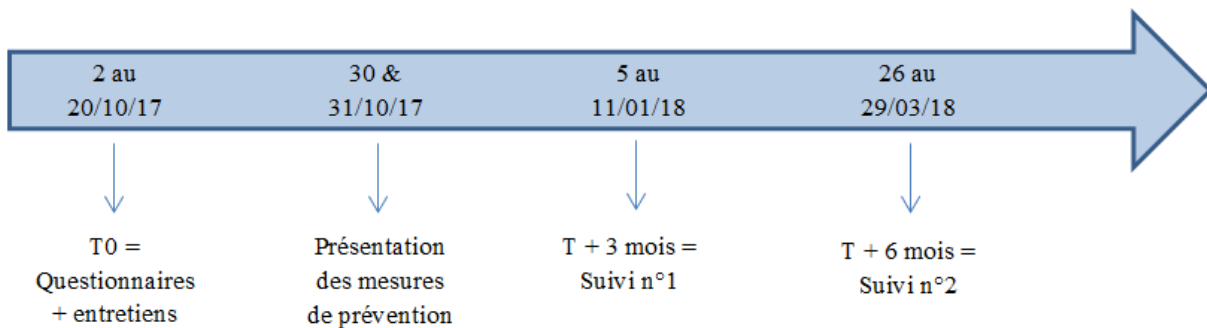 2 au
20/10/17
30 &
31/10/17
5 au
11/01/18
26 au
29/03/18
T0 =
Questionnaires
+ entretiens
Présentation
des mesures
de prévention
T + 3 mois =
Suivi n°1
T + 6 mois =
Suivi n°2